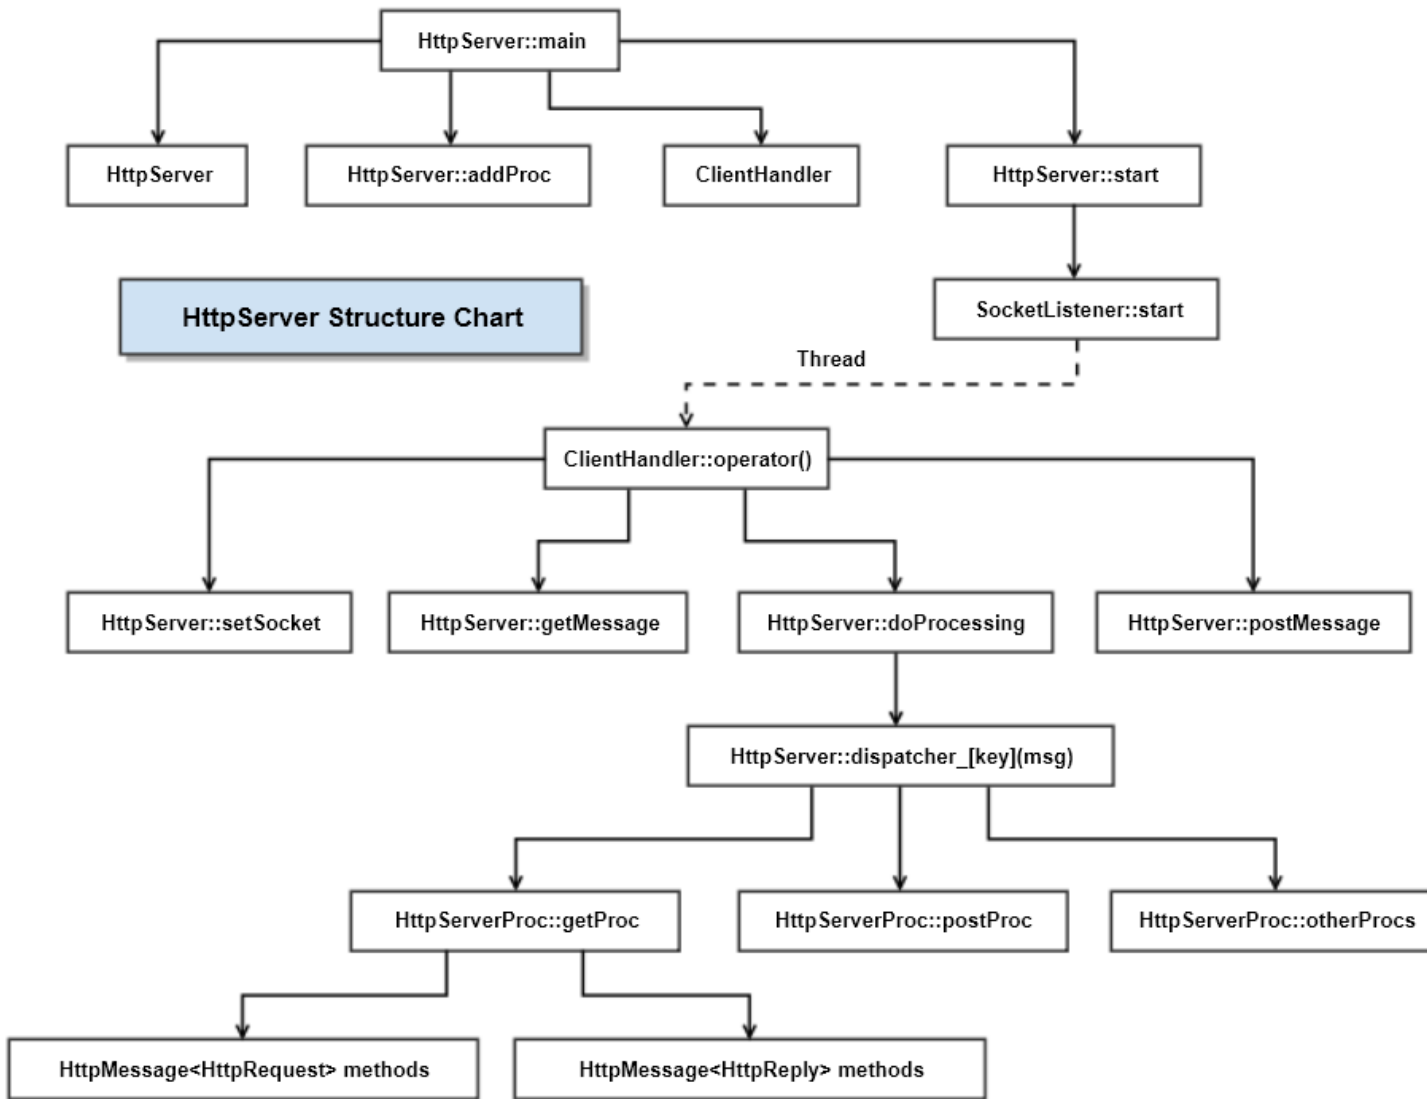 HttpServer::main
HttpServer
HttpServer::addProc
ClientHandler
HttpServer::start
HttpServer Structure Chart
SocketListener::start
Thread
ClientHandler::operator()
HttpServer::setSocket
HttpServer::getMessage
HttpServer::doProcessing
HttpServer::postMessage
HttpServer::dispatcher_[key](msg)
HttpServerProc::getProc
HttpServerProc::postProc
HttpServerProc::otherProcs
HttpMessage<HttpRequest> methods
HttpMessage<HttpReply> methods